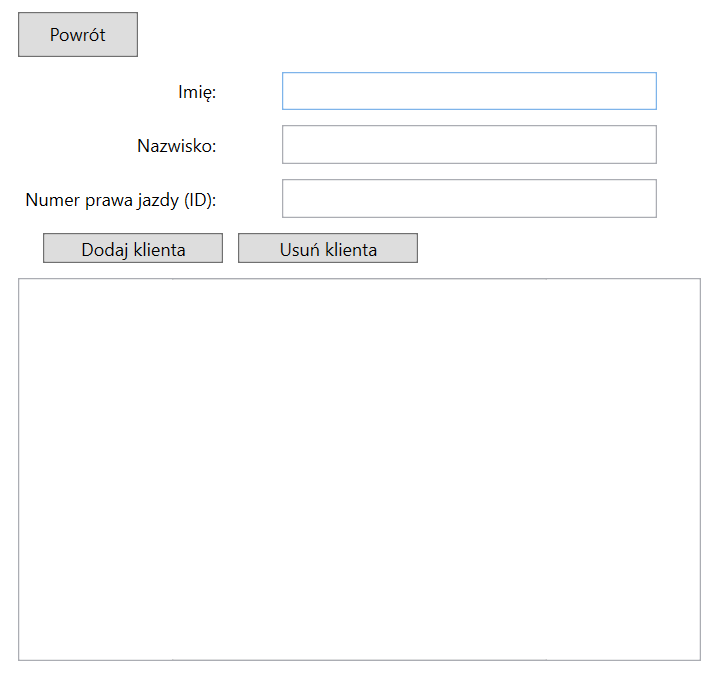 Powrót
Imię:
Nazwisko:
Numer prawa jazdy (ID):
Dodaj klienta Usuń klienta